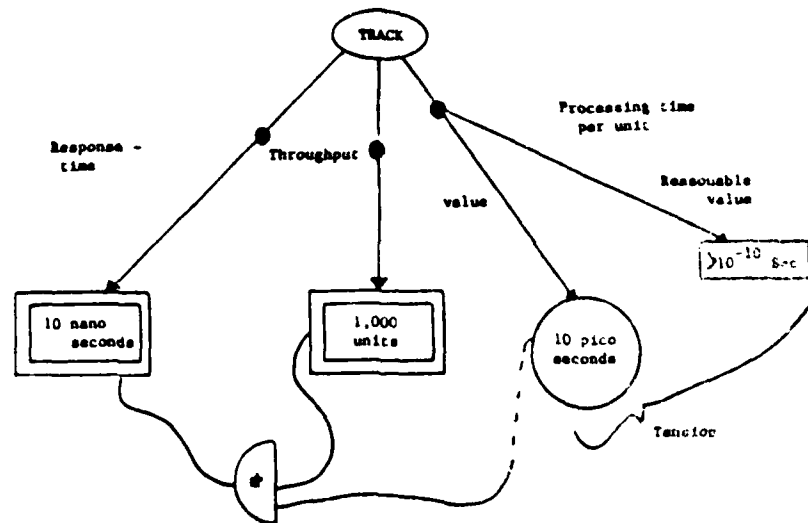 TRACK
Processing time
per unit
Response -
time
Throughput
Reasonable
value
value
>10-10 Sec
10 nano
seconds
1,000
units
10 pico
seconds
Tension
*